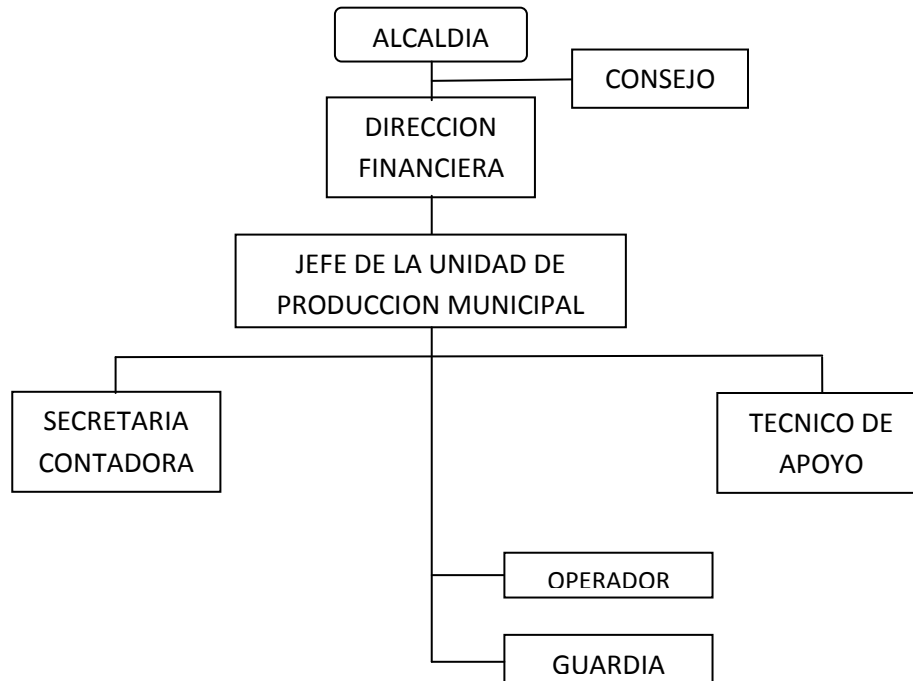 ALCALDIA
CONSEJO
DIRECCION
FINANCIERA
JEFE DE LA UNIDAD DE
PRODUCCION MUNICIPAL
SECRETARIA
CONTADORA
TECNICO DE
APOYO
OPERADOR
GUARDIA